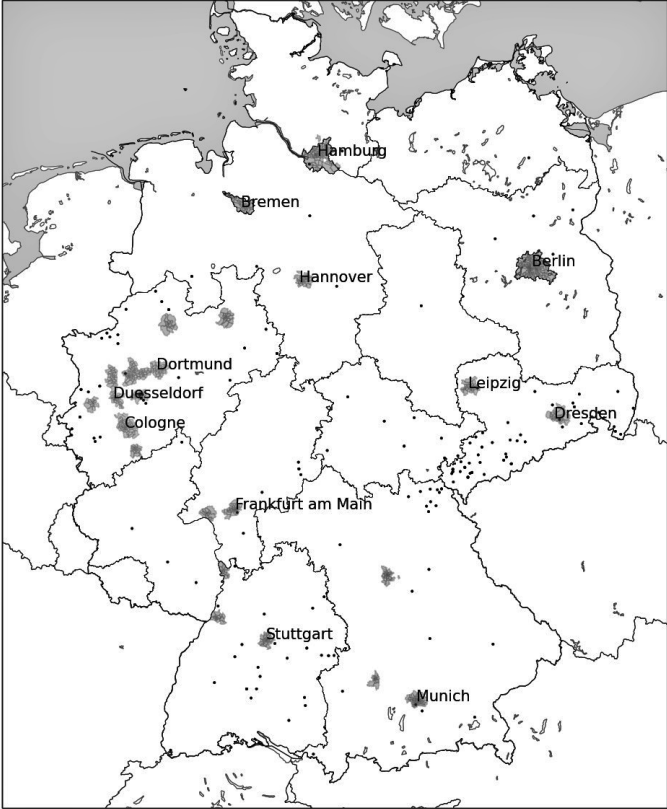 Hamburg
Bremen
Berlin
Hannover
Dortmund
Leipzig
Duesseldorf
Dresden
Cologne
Frankfurt am Main
Stuttgart
Munich